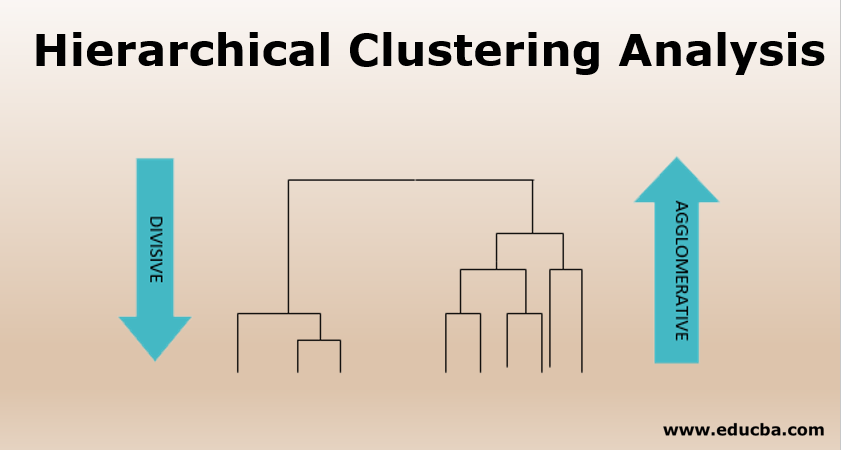 Hierarchical Clustering Analysis
DIVISIVE
AGGLOMERATIVE
www.educba.com